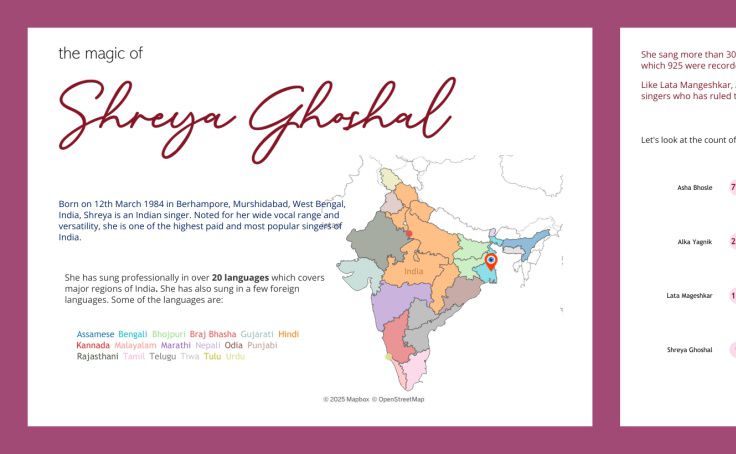 the magic of
Shreya Ghoshal
Born on 12th March 1984 in Berhampore, Murshidabad, West Bengal,
India, Shreya is an Indian singer. Noted for her wide vocal range and
versatility, she is one of the highest paid and most popular singers of
India.
She has sung professionally in over 20 languages which covers
major regions of India. She has also sung in a few foreign
languages. Some of the languages are:
Assamese Bengali Bhojpuri Braj Bhasha Gujarati Hindi
Kannada Malayalam Marathi Nepali Odia Punjabi
Rajasthani Tamil Telugu Tiwa Tulu Urdu
India
© 2025 Mapbox © OpenStreetMap
She sang more than 30
which 925 were record
Like Lata Mangeshkar,
singers who has ruled t
Let's look at the count of
Asha Bhosle 7
Alka Yagnik 2
Lata Mageshkar 1
Shreya Ghoshal